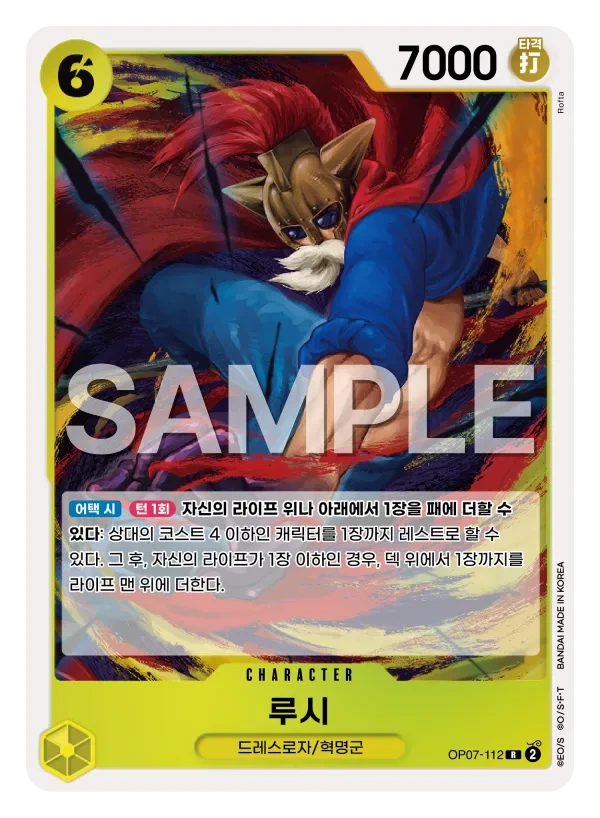 6
7000
타격
打
Rofta
SAMPLE
어택 시 턴 1회 자신의 라이프 위나 아래에서 1장을 패에 더할 수
있다: 상대의 코스트 4 이하인 캐릭터를 1장까지 레스트로 할 수
있다. 그 후, 자신의 라이프가 1장 이하인 경우, 덱 위에서 1장까지를
라이프 맨 위에 더한다.
CHARACTER
루시
드레스로자/혁명군
OP07-112 R 2
©EO/S ©O/S·F·T BANDAI MADE IN KOREA